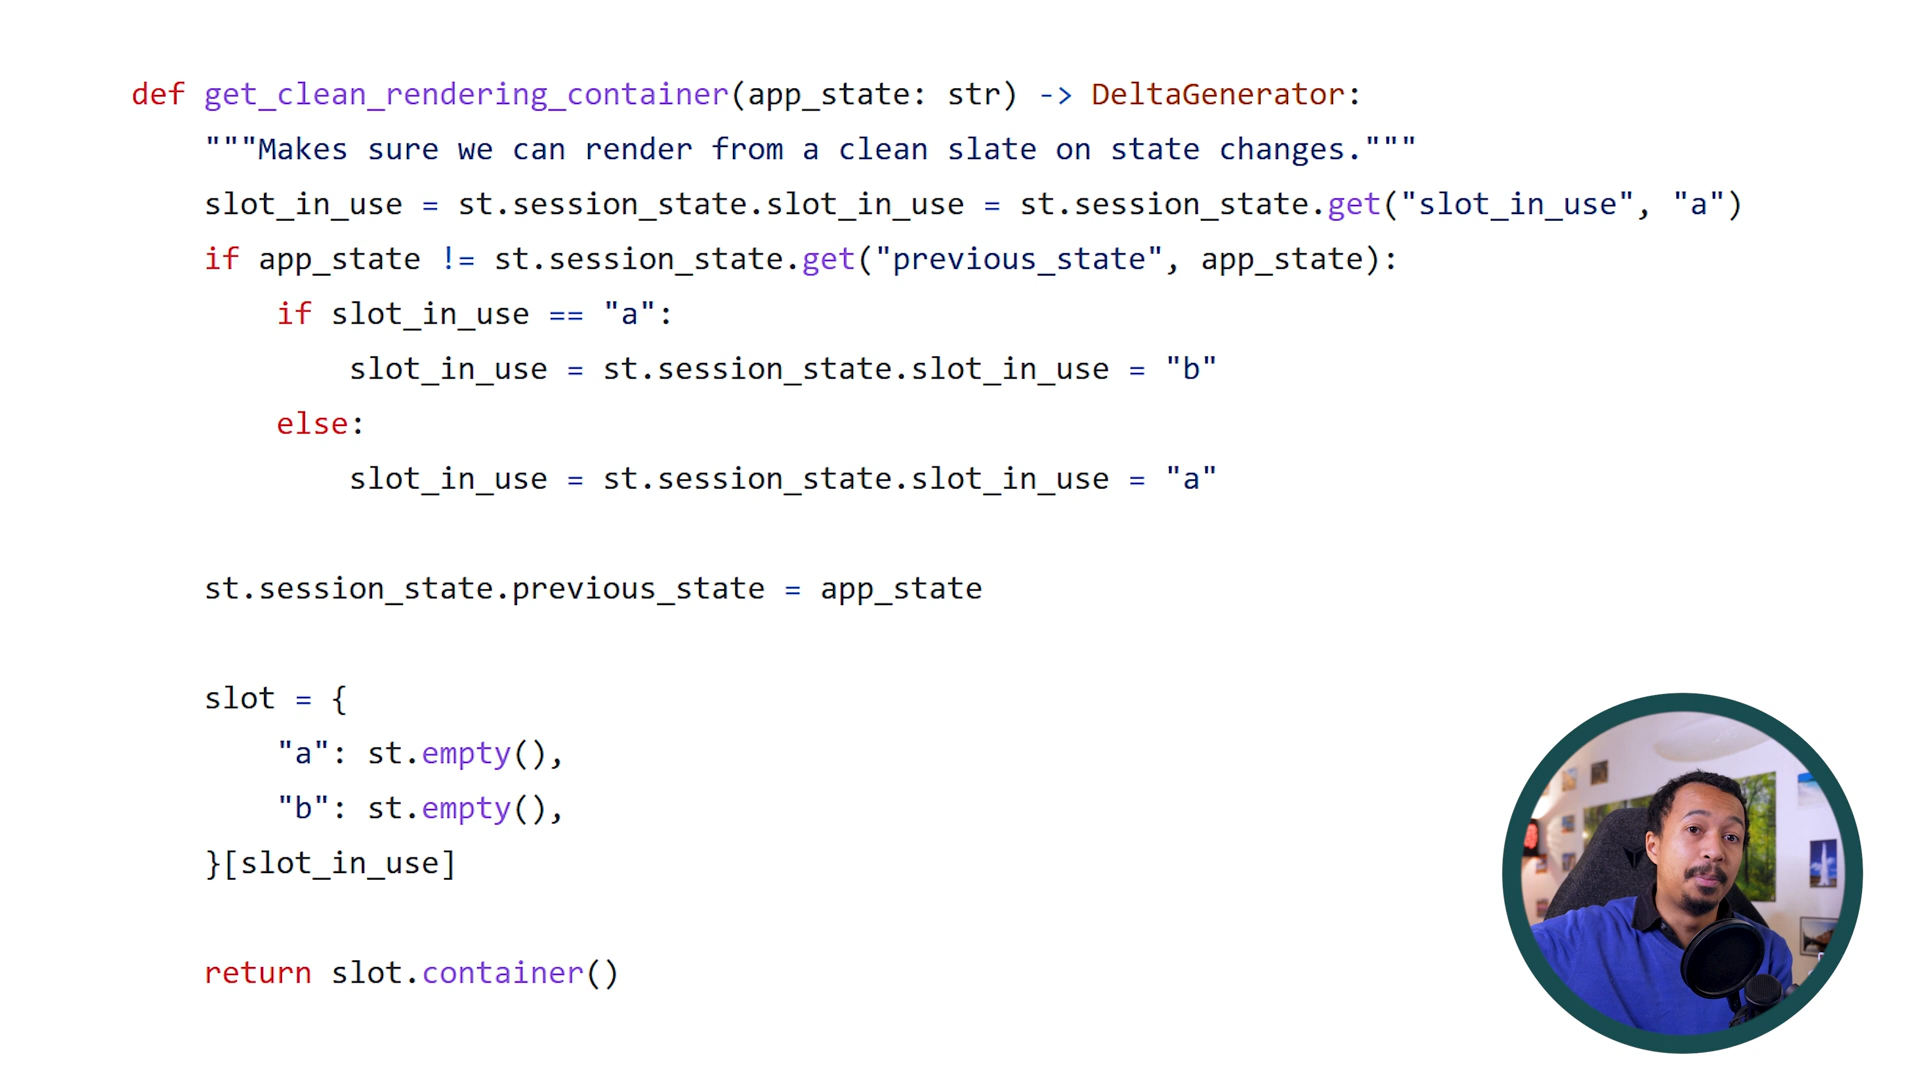 def get_clean_rendering_container(app_state: str) -> DeltaGenerator:
"""Makes sure we can render from a clean slate on state changes."""
slot_in_use = st.session_state.slot_in_use = st.session_state.get("slot_in_use", "a")
if app_state != st.session_state.get("previous_state", app_state):
if slot_in_use == "a":
slot_in_use = st.session_state.slot_in_use = "b"
else:
slot_in_use = st.session_state.slot_in_use = "a"
st.session_state.previous_state = app_state
slot = {
"a": st.empty(),
"b": st.empty(),
}[slot_in_use]
return slot.container()